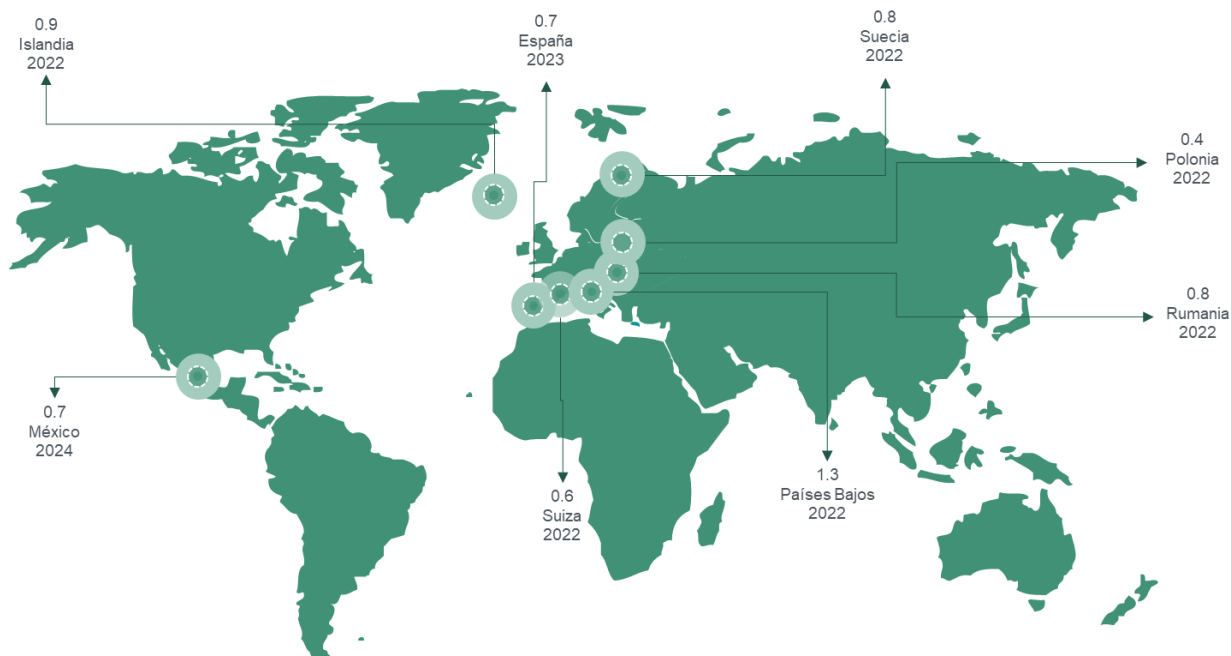 0.9
Islandia
2022
0.7
España
2023
0.8
Suecia
2022
0.4
Polonia
2022
0.8
Rumania
2022
0.7
México
2024
0.6
Suiza
2022
1.3
Países Bajos
2022